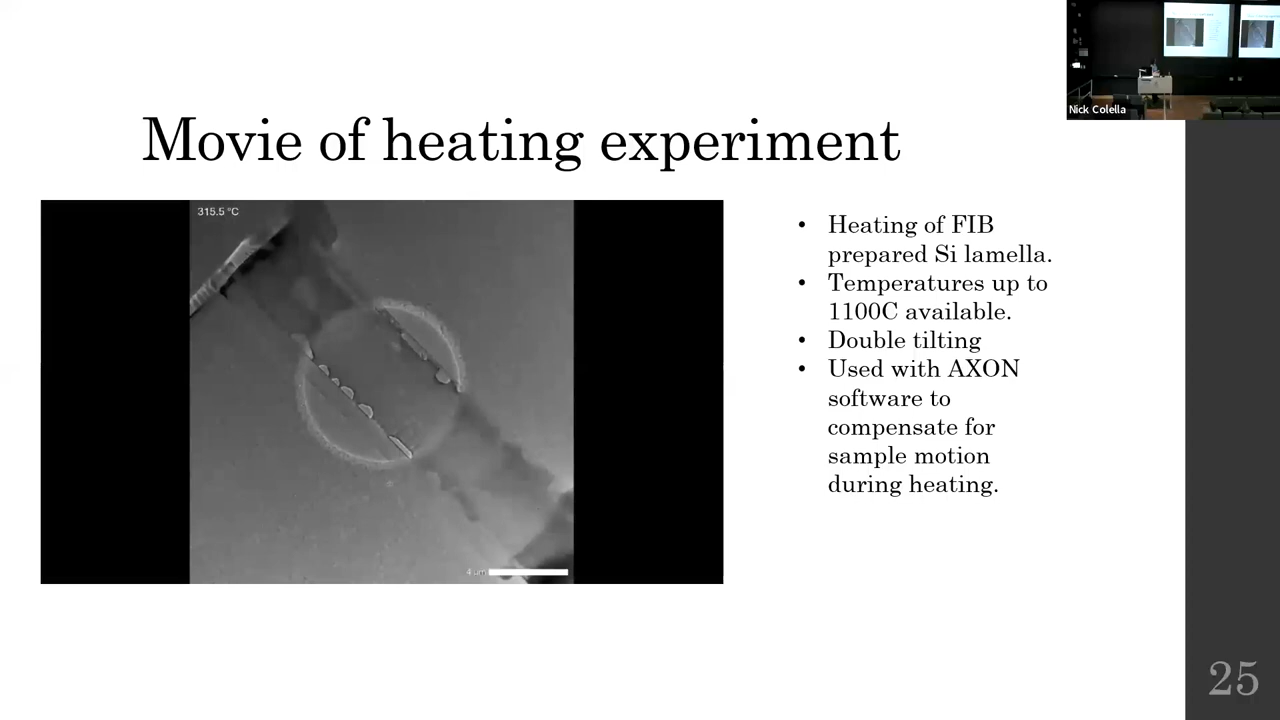 Nick Colella
Movie of heating experiment
315.5 °C
4 μm
• Heating of FIB
prepared Si lamella.
• Temperatures up to
1100C available.
• Double tilting
• Used with AXON
software to
compensate for
sample motion
during heating.
25